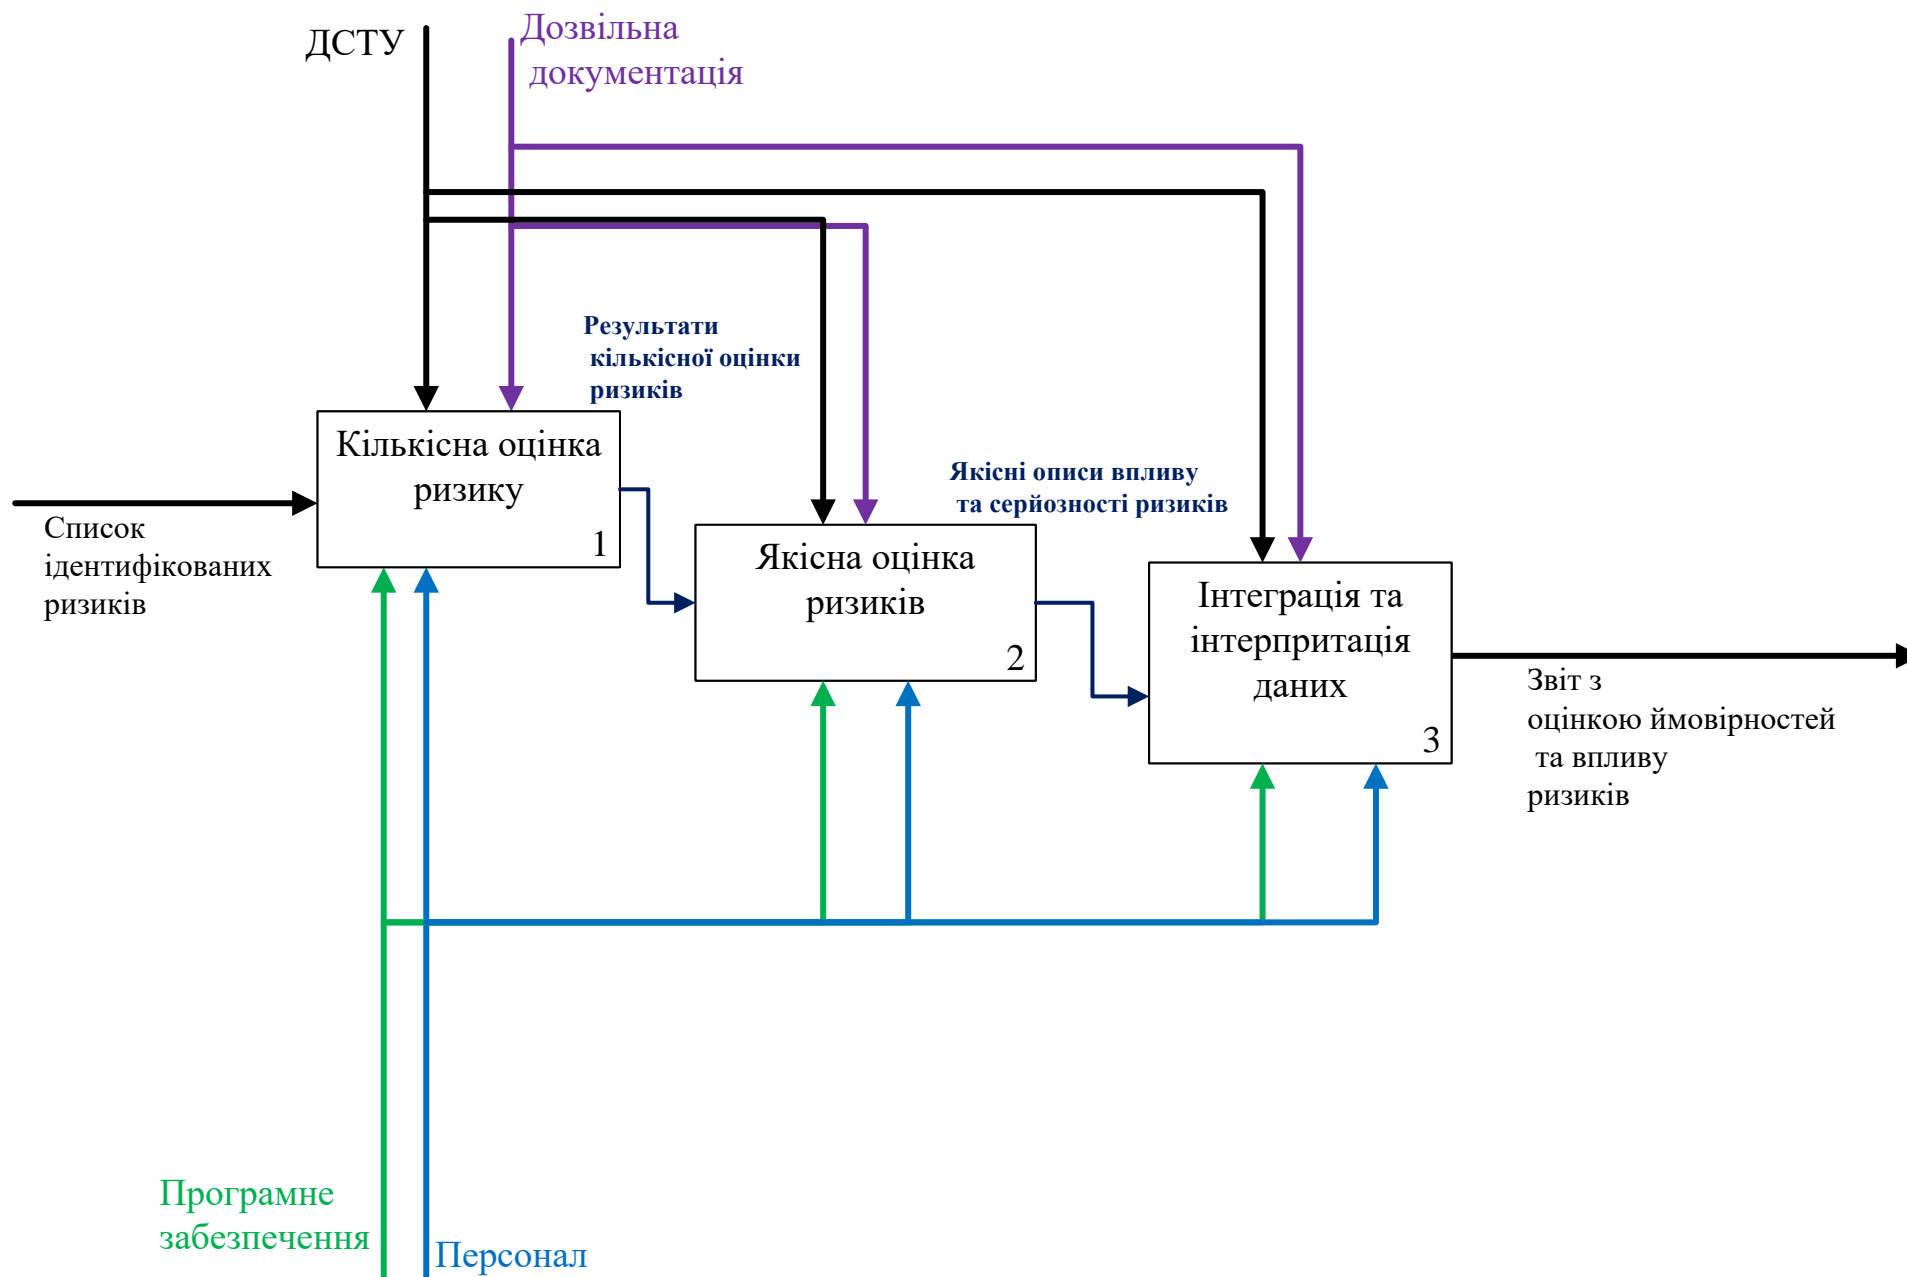 ДСТУ
Дозвільна
документація
Результати
кількісної оцінки
ризиків
Кількісна оцінка
ризику
1
Список
ідентифікованих
ризиків
Якісні описи впливу
та серйозності ризиків
Якісна оцінка
ризиків
2
Інтеграція та
інтерпритація
даних
3
Звіт з
оцінкою ймовірностей
та впливу
ризиків
Програмне
забезпечення
Персонал